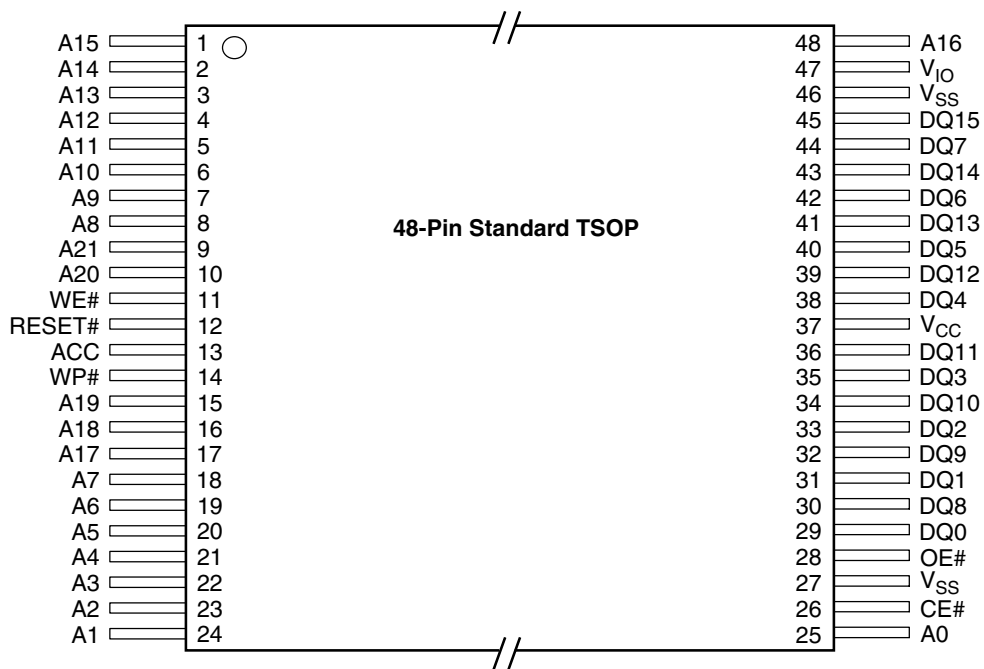 A15 1 48 A16
A14 2 47 VIO
A13 3 46 VSS
A12 4 45 DQ15
A11 5 44 DQ7
A10 6 43 DQ14
A9 7 42 DQ6
A8 8 48-Pin Standard TSOP 41 DQ13
A21 9 40 DQ5
A20 10 39 DQ12
WE# 11 38 DQ4
RESET# 12 37 VCC
ACC 13 36 DQ11
WP# 14 35 DQ3
A19 15 34 DQ10
A18 16 33 DQ2
A17 17 32 DQ9
A7 18 31 DQ1
A6 19 30 DQ8
A5 20 29 DQ0
A4 21 28 OE#
A3 22 27 VSS
A2 23 26 CE#
A1 24 25 A0